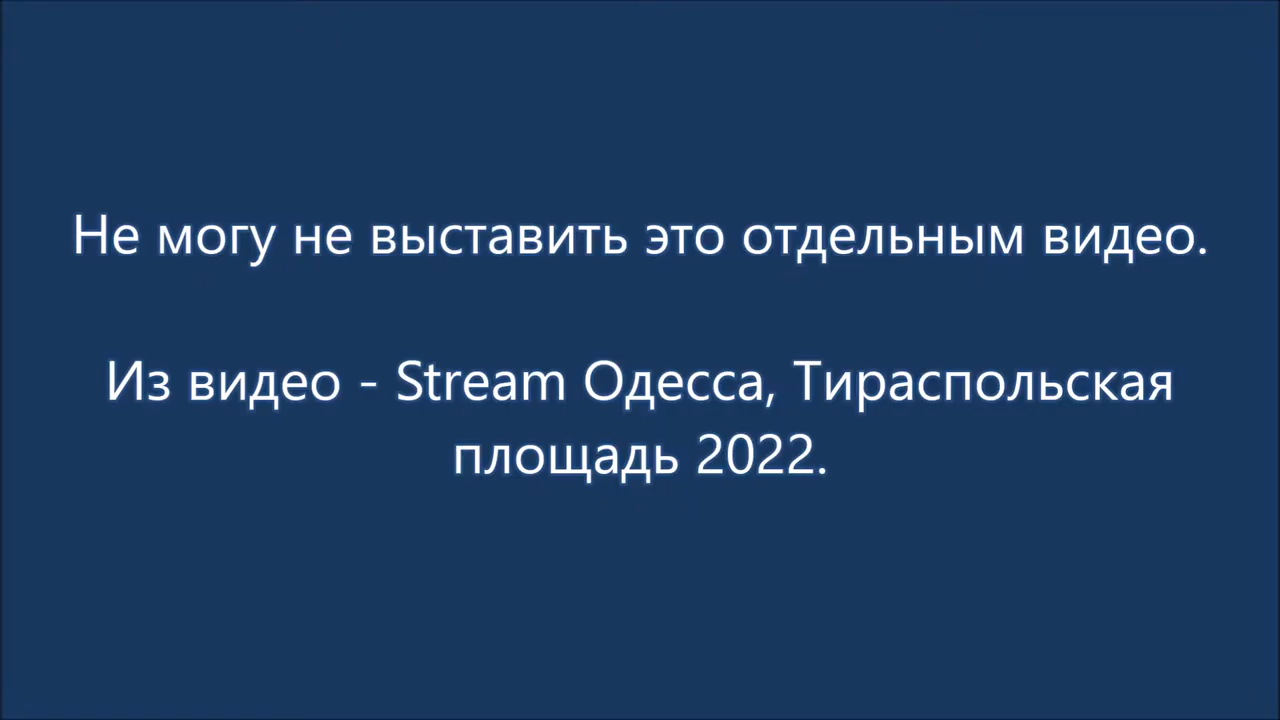 Не могу не выставить это отдельным видео.
Из видео - Stream Одесса, Тираспольская
площадь 2022.